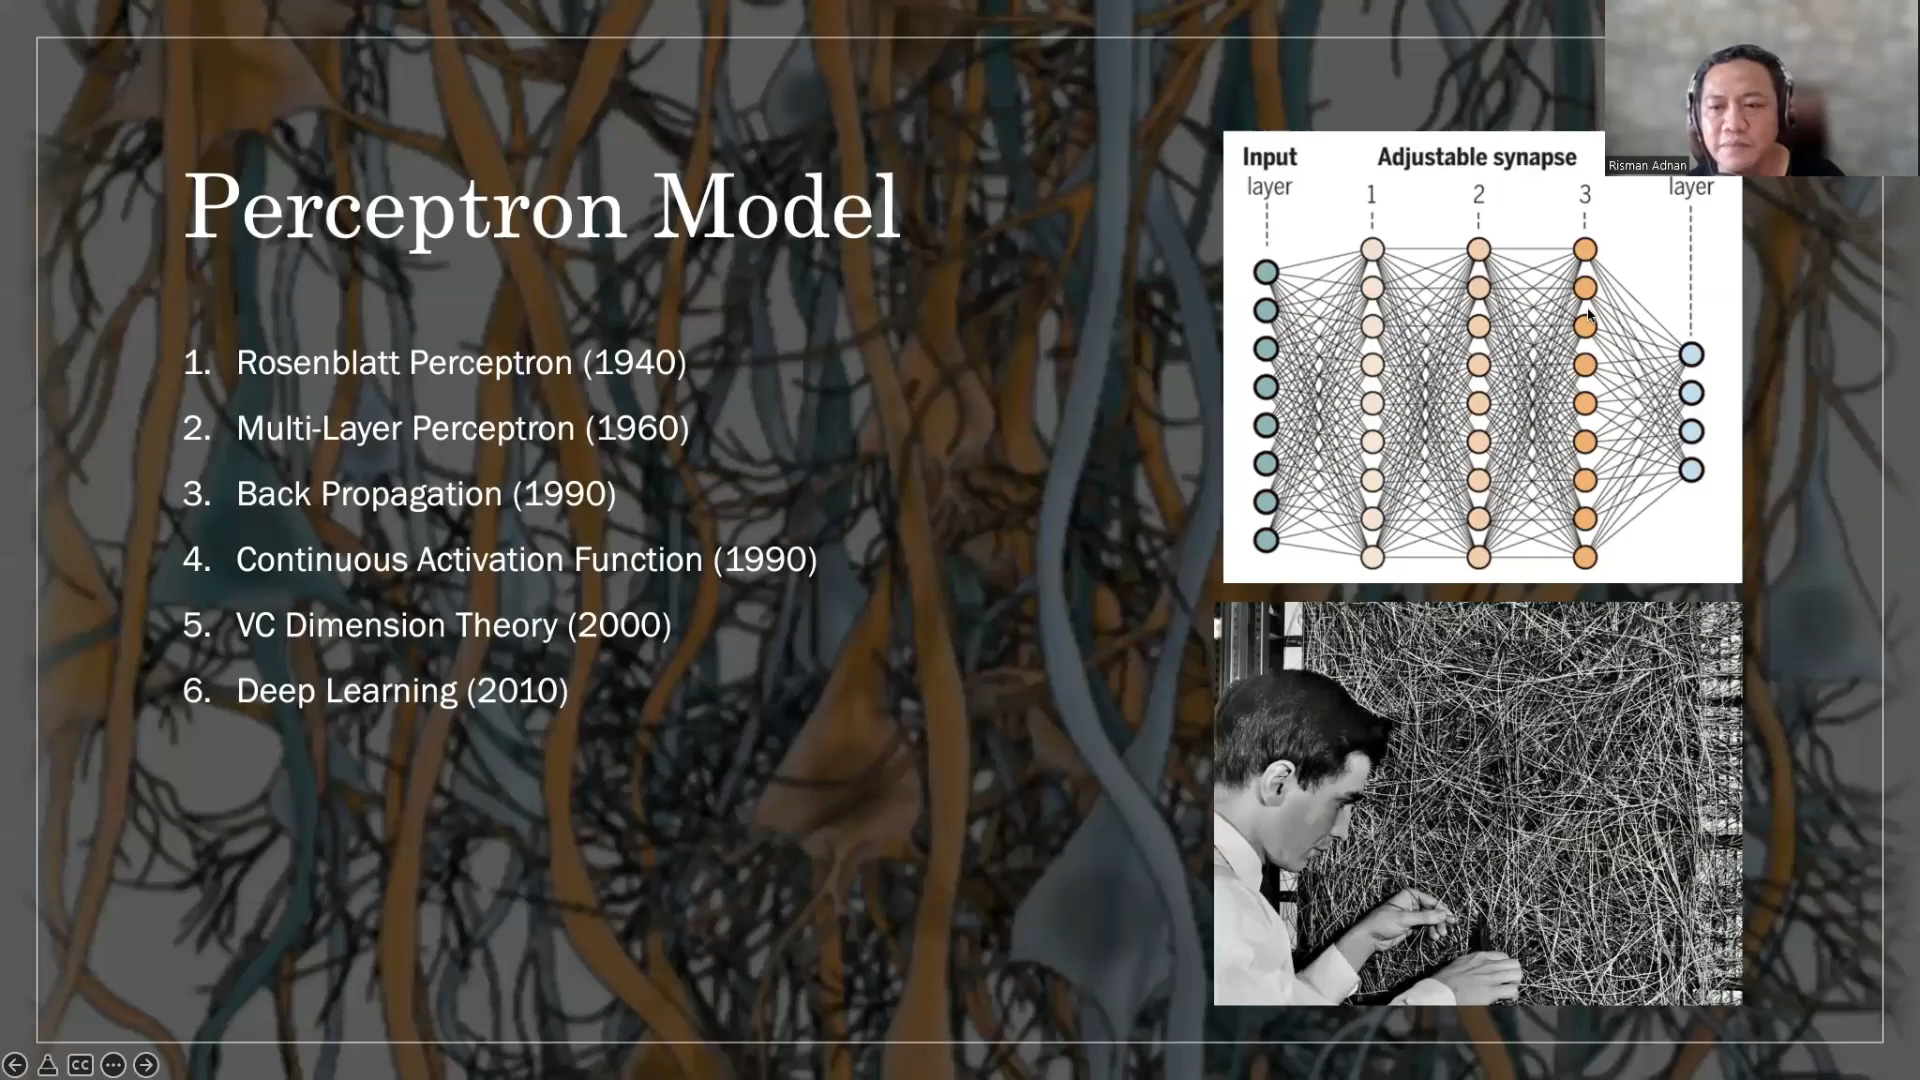 Perceptron Model
1. Rosenblatt Perceptron (1940)
2. Multi-Layer Perceptron (1960)
3. Back Propagation (1990)
4. Continuous Activation Function (1990)
5. VC Dimension Theory (2000)
6. Deep Learning (2010)
Input
layer
Adjustable synapse
1 2 3
layer
Risman Adnan
CC